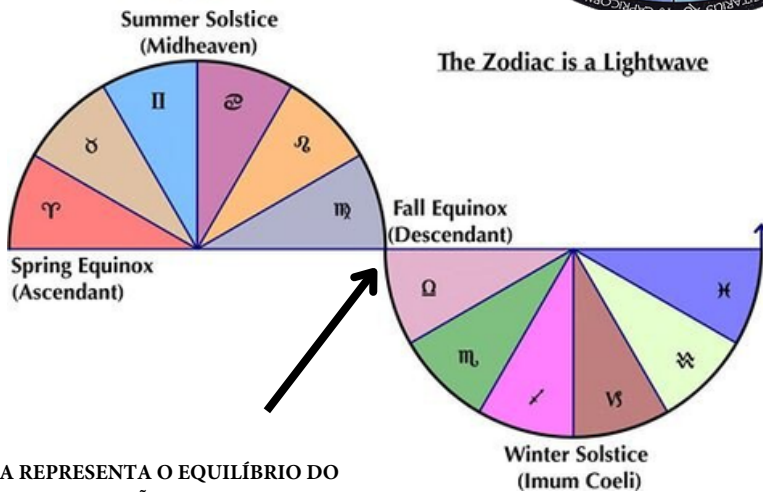 Summer Solstice
(Midheaven)
The Zodiac is a Lightwave
♊ ♋
♉ ♌
♈ ♍
Fall Equinox
(Descendant)
Spring Equinox
(Ascendant)
♎ ♓
♏ ♒
♐ ♑
Winter Solstice
(Imum Coeli)
A REPRESENTA O EQUILÍBRIO DO